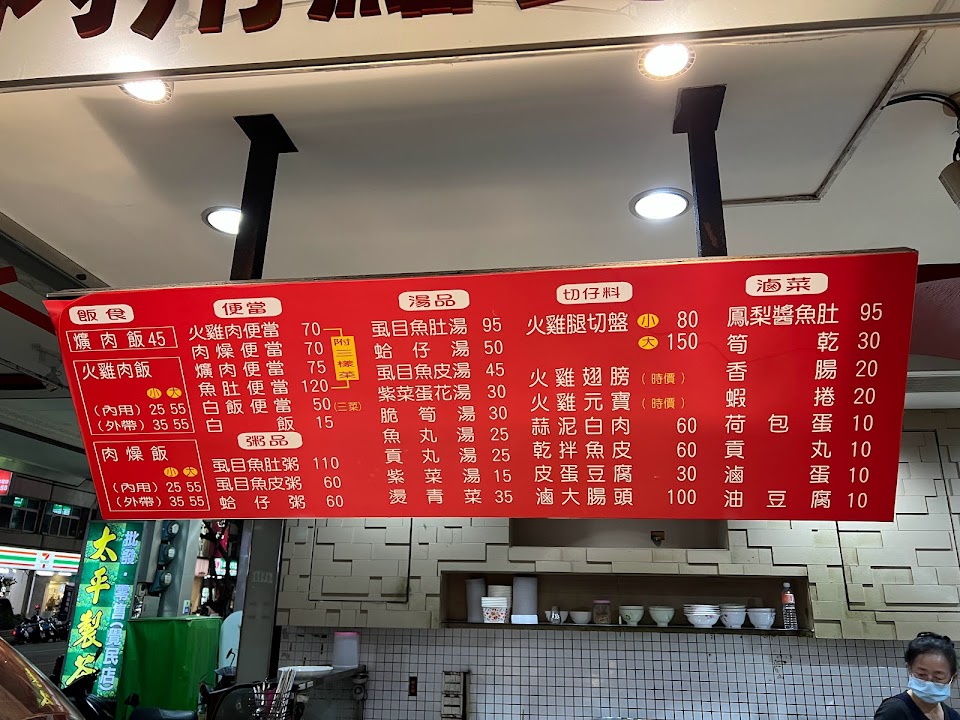 飯食
爌肉飯 45
火雞肉飯
小 大
(內用) 25 55
(外帶) 35 55
肉燥飯
小 大
(內用) 25 55
(外帶) 35 55
便當
火雞肉便當 70
肉燥便當 70
爌肉便當 75
魚肚便當 120
附三樣菜
白飯便當 50 (三菜)
白飯 15
粥品
虱目魚肚粥 110
虱目魚皮粥 60
蛤仔粥 60
湯品
虱目魚肚湯 95
蛤仔湯 50
虱目魚皮湯 45
紫菜蛋花湯 30
脆筍湯 30
魚丸湯 25
貢丸湯 25
紫菜湯 15
燙青菜 35
切仔料
火雞腿切盤 小 80
大 150
火雞翅膀 (時價)
火雞元寶 (時價)
蒜泥白肉 60
乾拌魚皮 60
皮蛋豆腐 30
滷大腸頭 100
滷菜
鳳梨醬魚肚 95
筍乾 30
香腸 20
蝦捲 20
荷包蛋 10
貢丸 10
滷蛋 10
油豆腐 10
太平製
批發